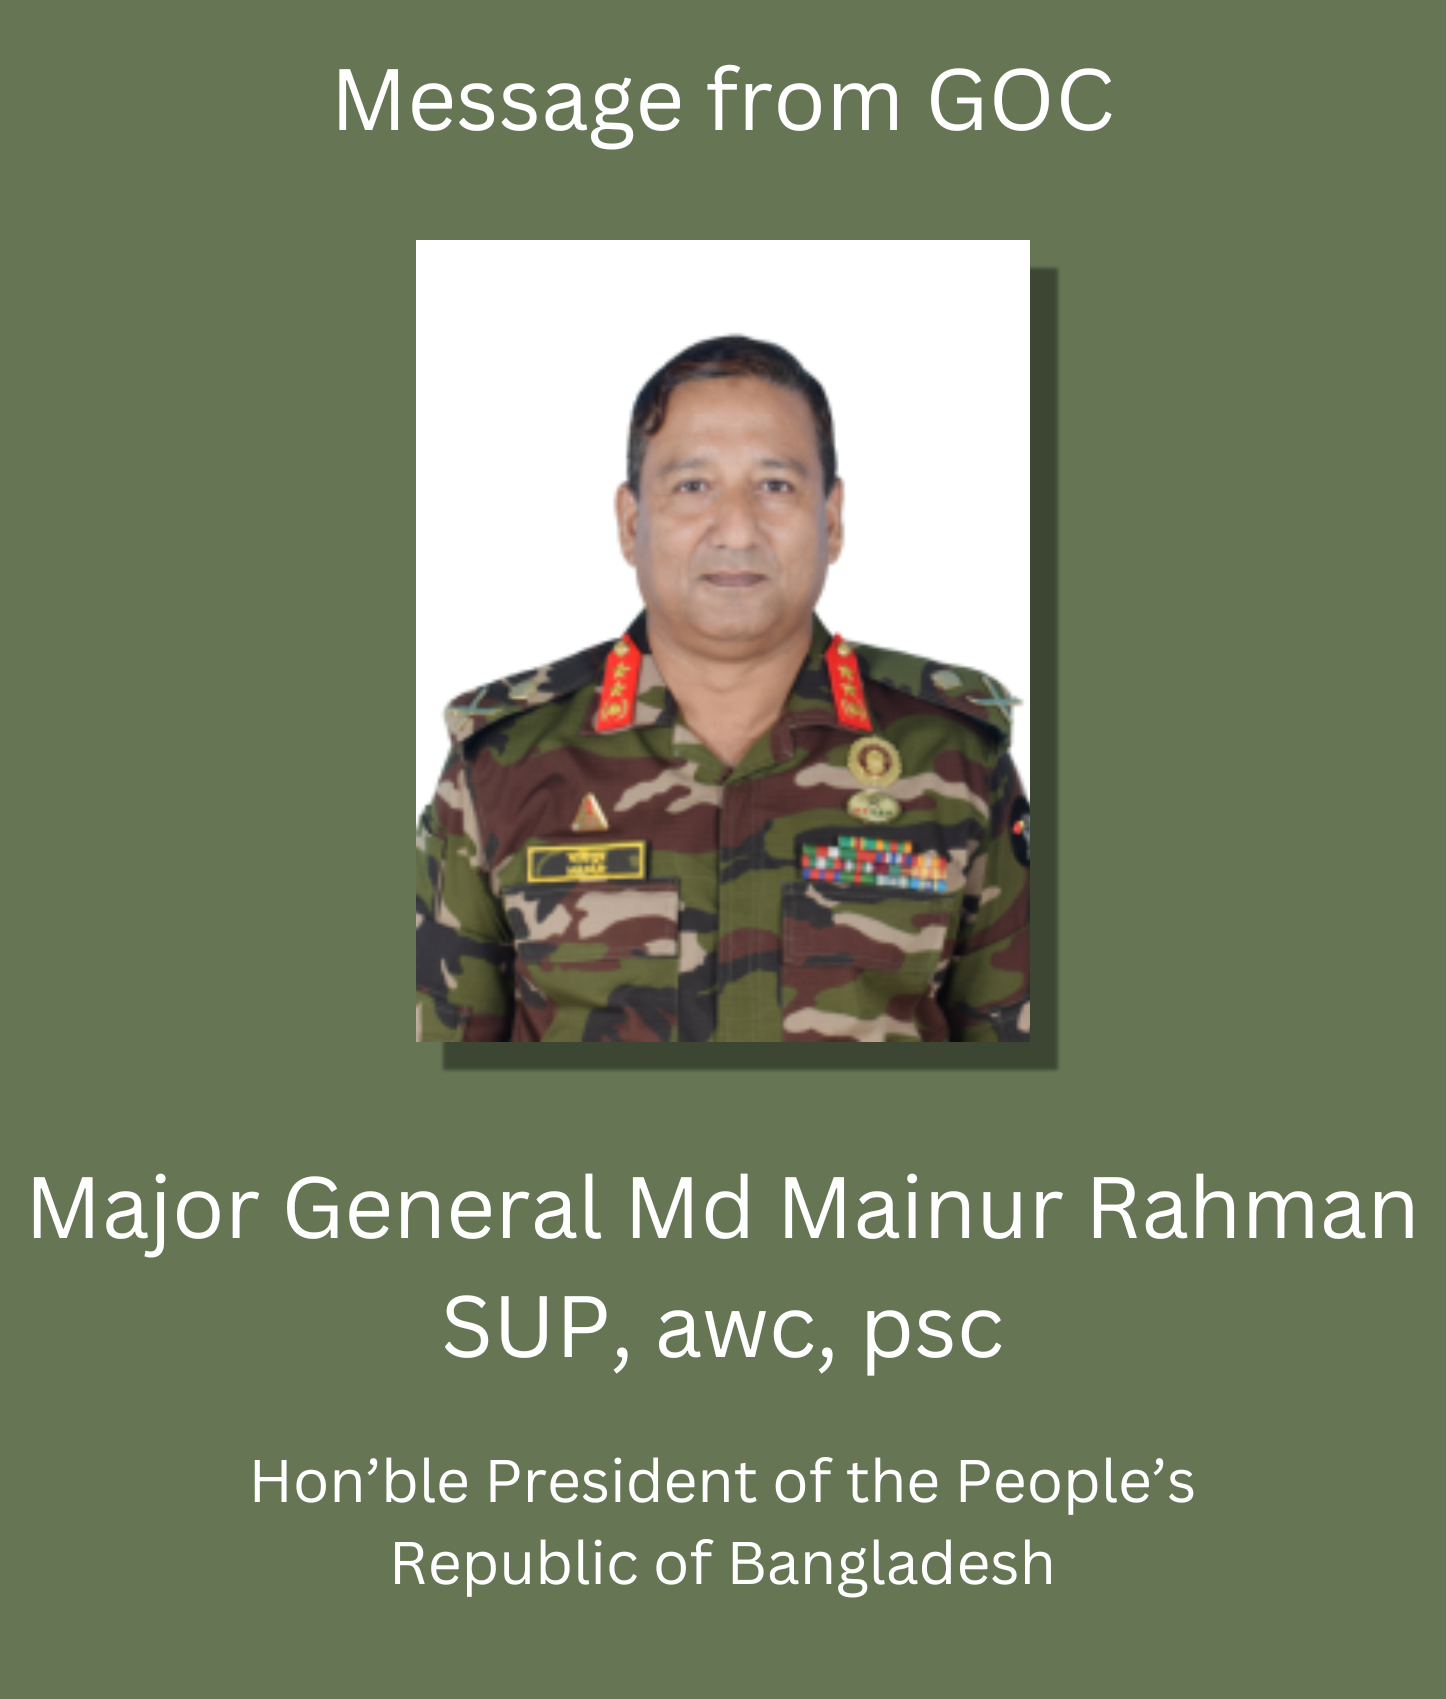 Message from GOC
Major General Md Mainur Rahman
SUP, awc, psc
Hon’ble President of the People’s
Republic of Bangladesh